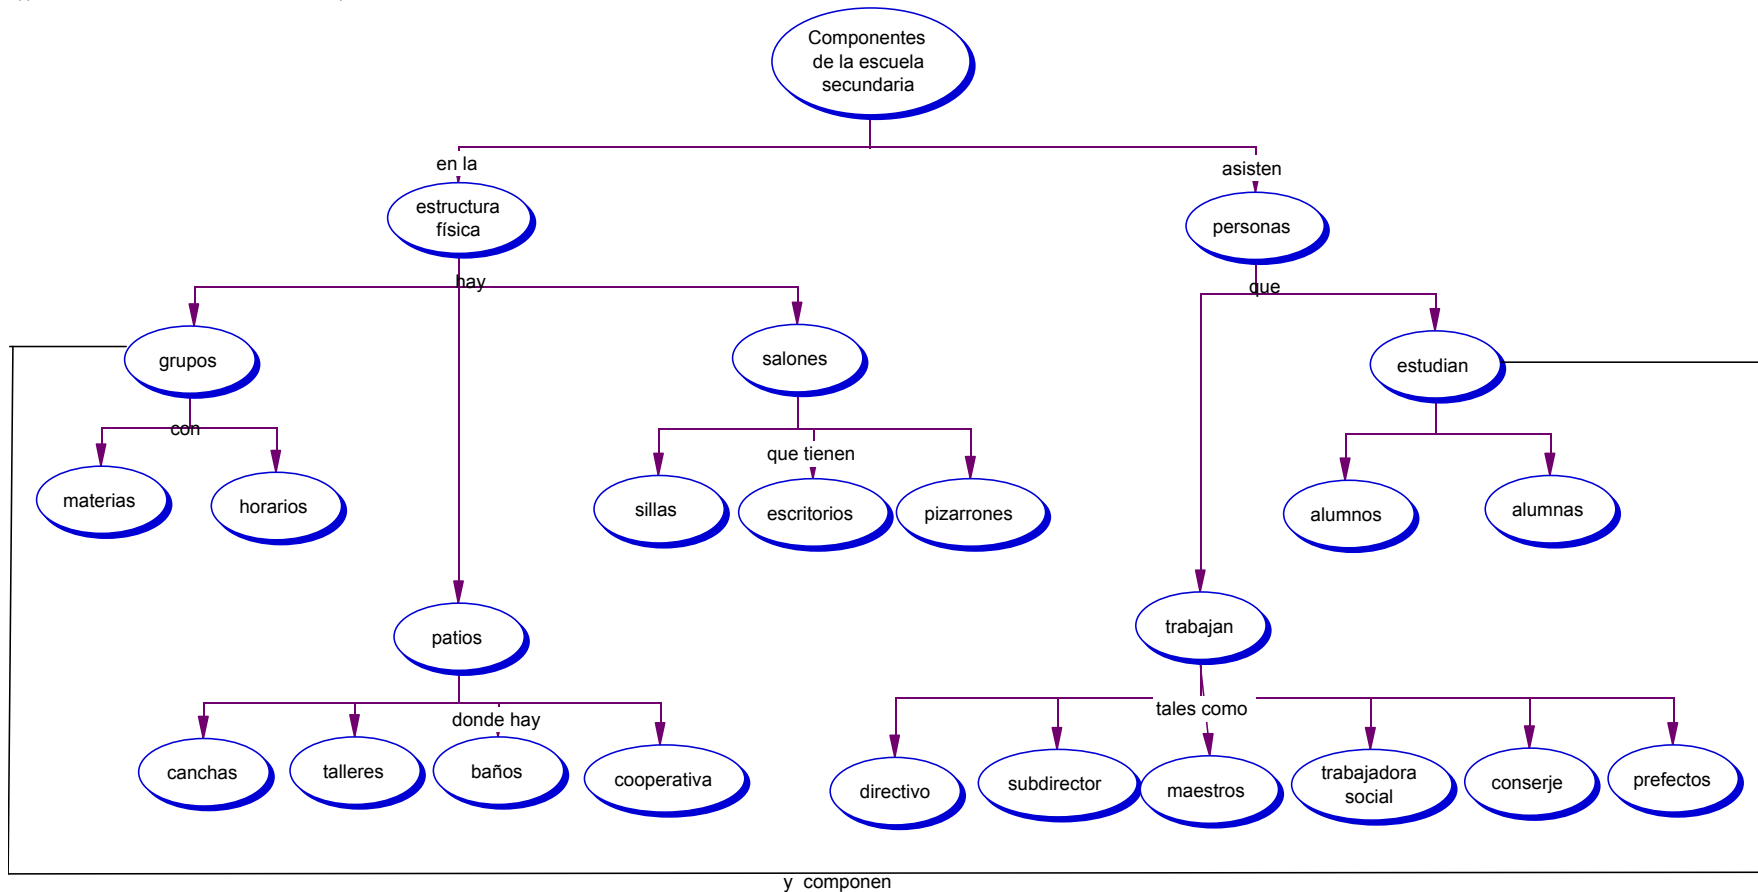 Componentes
de la escuela
secundaria
en la
asisten
estructura
física
personas
hay
que
grupos
salones
estudian
con
que tienen
materias
horarios
sillas
escritorios
pizarrones
alumnos
alumnas
patios
trabajan
donde hay
tales como
canchas
talleres
baños
cooperativa
directivo
subdirector
maestros
trabajadora
social
conserje
prefectos
y componen